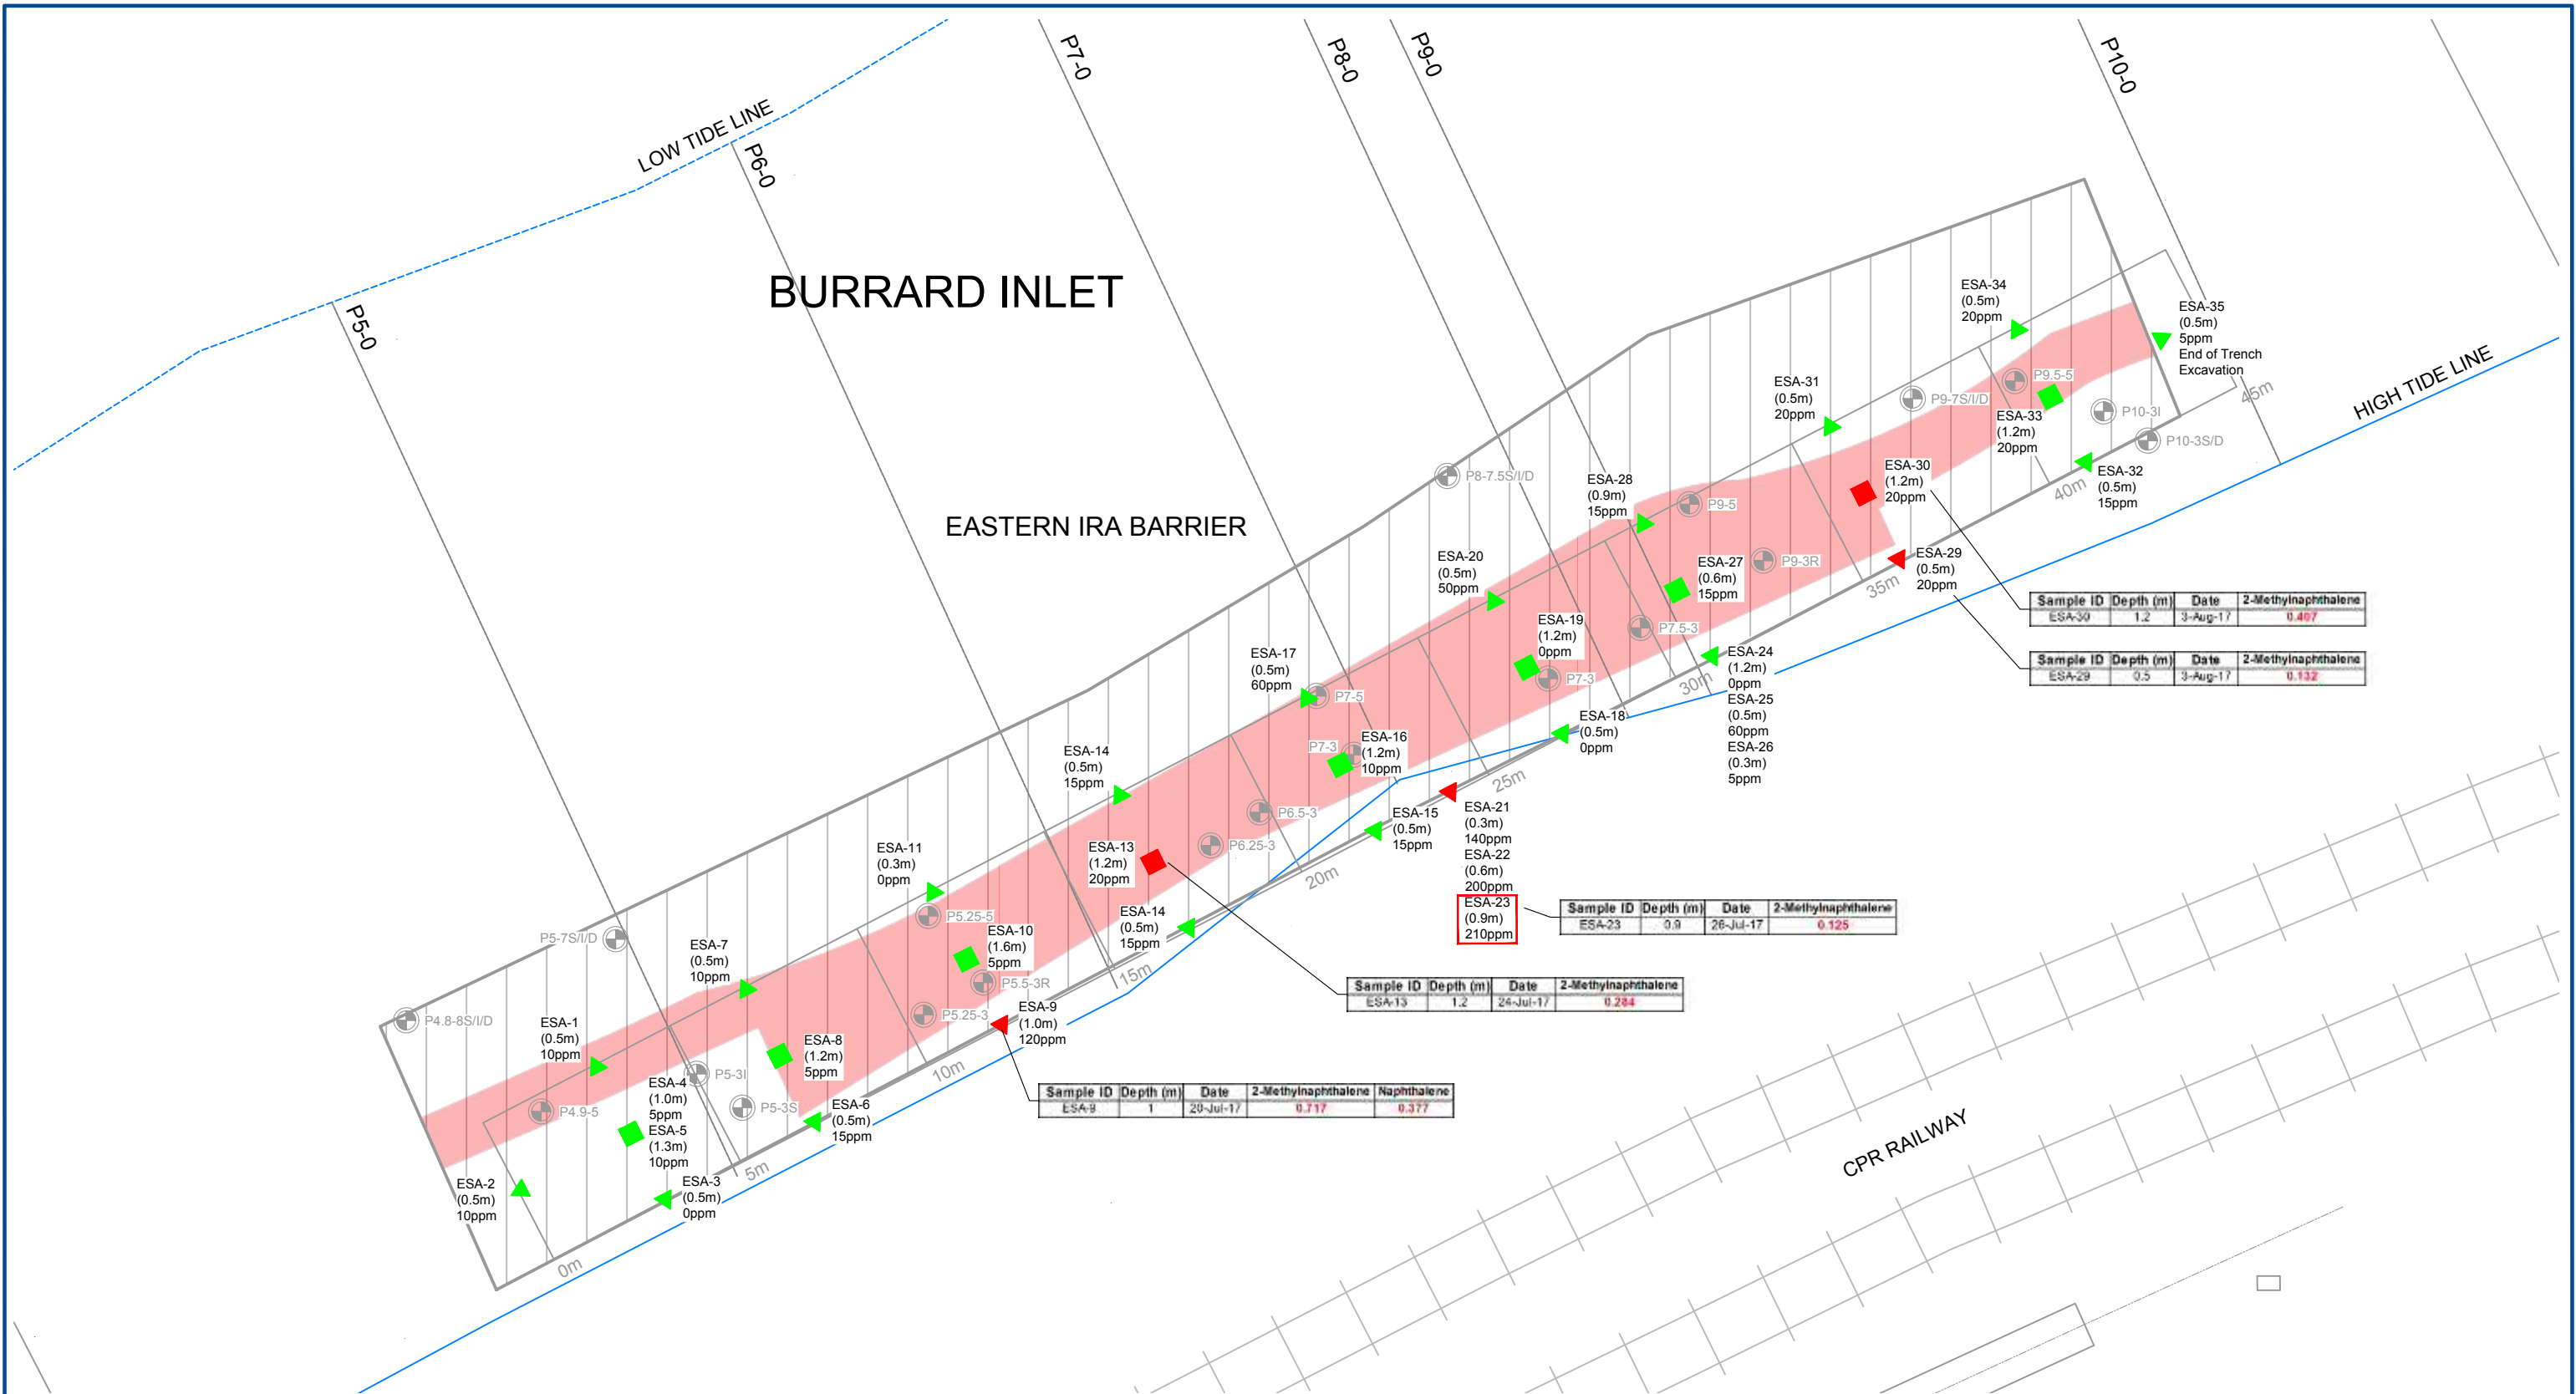 P7-0
P8-0
P9-0
P10-0
LOW TIDE LINE
P6-0
BURRARD INLET
P5-0
ESA-34
(0.5m)
20ppm
ESA-35
(0.5m)
5ppm
End of Trench
Excavation
HIGH TIDE LINE
45m
P9.5-5
ESA-31
(0.5m)
20ppm
P9-7S/I/D
P10-3I
ESA-33
(1.2m)
20ppm
P10-3S/D
ESA-32
(0.5m)
15ppm
40m
P8-7.5S/I/D
ESA-28
(0.9m)
15ppm
P9-5
ESA-30
(1.2m)
20ppm
EASTERN IRA BARRIER
ESA-20
(0.5m)
50ppm
ESA-27
(0.6m)
15ppm
P9-3R
ESA-29
(0.5m)
20ppm
35m
Sample ID Depth (m) Date 2-Methylnaphthalene
ESA-30 1.2 3-Aug-17 0.407
ESA-19
(1.2m)
0ppm
P7.5-3
Sample ID Depth (m) Date 2-Methylnaphthalene
ESA-29 0.5 3-Aug-17 0.132
ESA-17
(0.5m)
60ppm
P7-5
P7-3
30m
ESA-24
(1.2m)
0ppm
ESA-25
(0.5m)
60ppm
ESA-26
(0.3m)
5ppm
ESA-18
(0.5m)
0ppm
ESA-14
(0.5m)
15ppm
P7-3
ESA-16
(1.2m)
10ppm
25m
ESA-15
(0.5m)
15ppm
ESA-21
(0.3m)
140ppm
ESA-22
(0.6m)
200ppm
ESA-23
(0.9m)
210ppm
Sample ID Depth (m) Date 2-Methylnaphthalene
ESA-23 0.9 26-Jul-17 0.125
P6.5-3
P6.25-3
20m
ESA-11
(0.3m)
0ppm
ESA-13
(1.2m)
20ppm
ESA-14
(0.5m)
15ppm
15m
Sample ID Depth (m) Date 2-Methylnaphthalene
ESA-13 1.2 24-Jul-17 0.284
P5.25-5
ESA-10
(1.6m)
5ppm
P5.5-3R
P5.25-3
ESA-9
(1.0m)
120ppm
10m
Sample ID Depth (m) Date 2-Methylnaphthalene Naphthalene
ESA-9 1 20-Jul-17 0.717 0.377
P5-7S/I/D
ESA-7
(0.5m)
10ppm
P4.8-8S/I/D
ESA-1
(0.5m)
10ppm
ESA-8
(1.2m)
5ppm
P5-3I
P5-3S
P4.9-5
ESA-4
(1.0m)
5ppm
ESA-5
(1.3m)
10ppm
ESA-6
(0.5m)
15ppm
5m
ESA-2
(0.5m)
10ppm
ESA-3
(0.5m)
0ppm
0m
CPR RAILWAY